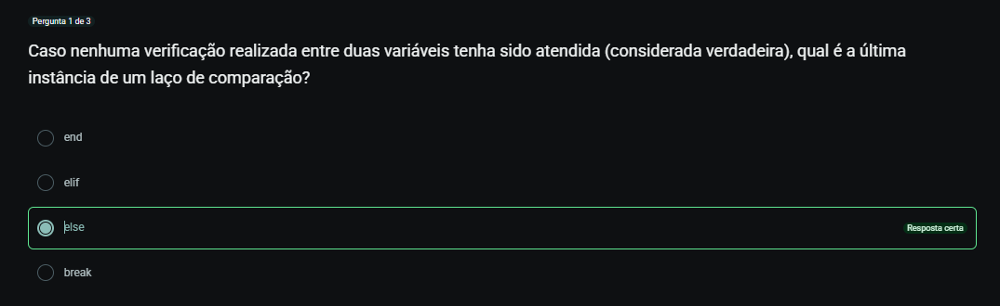 Pergunta 1 de 3
Caso nenhuma verificação realizada entre duas variáveis tenha sido atendida (considerada verdadeira), qual é a última
instância de um laço de comparação?
end
elif
else
Resposta certa
break